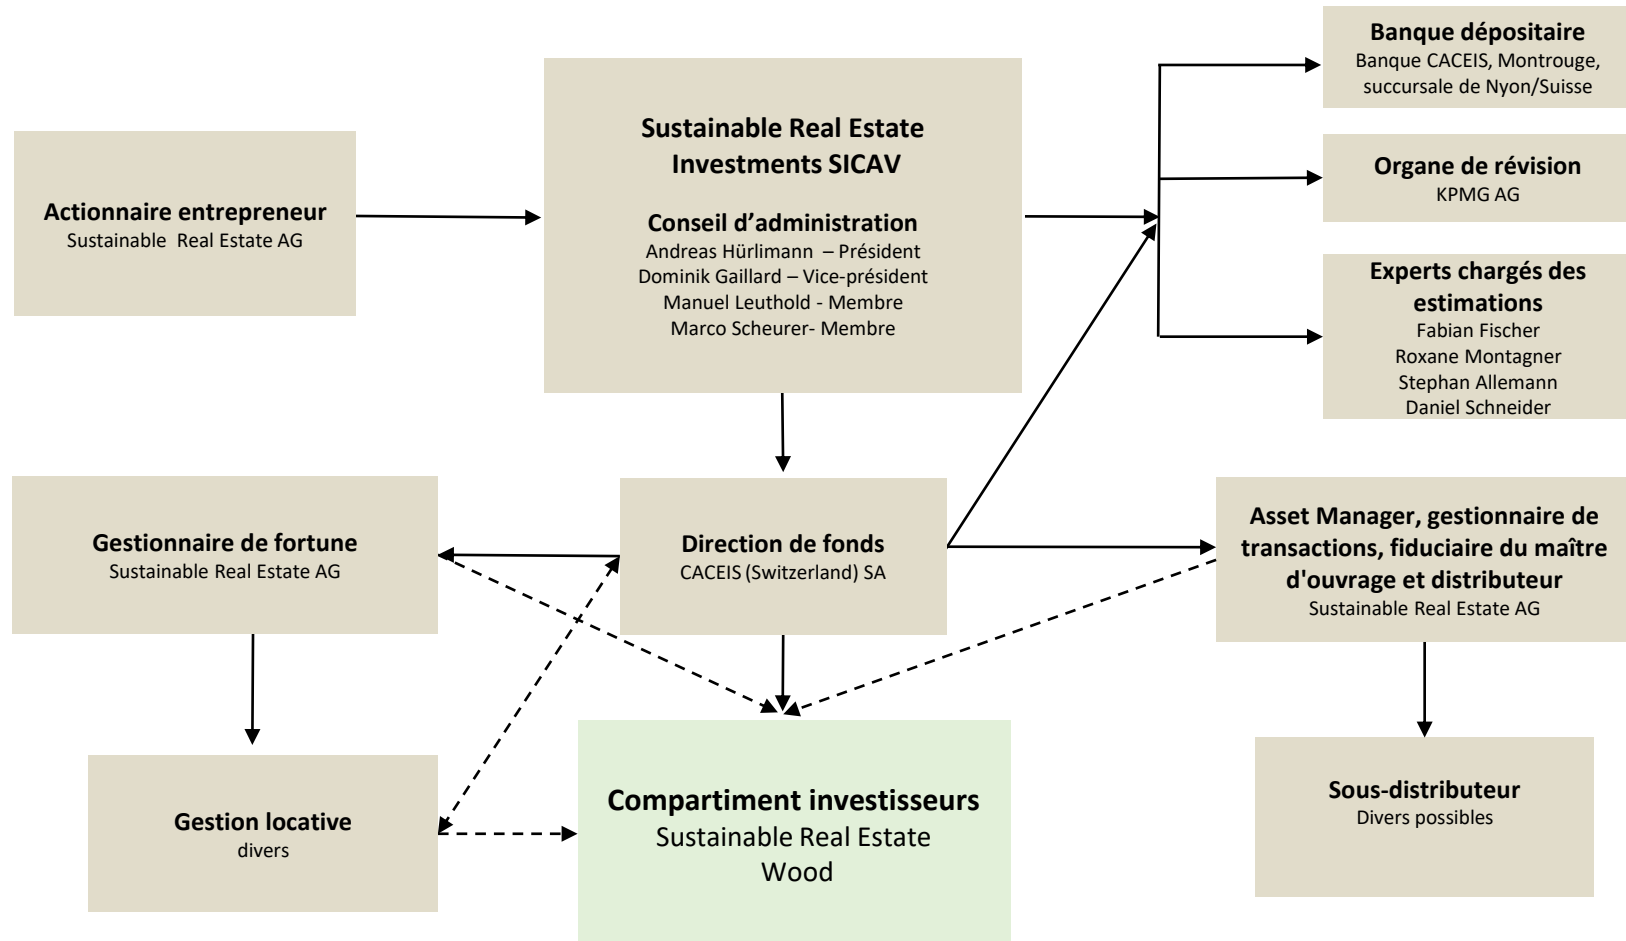 Banque dépositaire
Banque CACEIS, Montrouge,
succursale de Nyon/Suisse
Sustainable Real Estate
Investments SICAV
Conseil d’administration
Andreas Hürlimann – Président
Dominik Gaillard – Vice-président
Manuel Leuthold - Membre
Marco Scheurer- Membre
Organe de révision
KPMG AG
Actionnaire entrepreneur
Sustainable Real Estate AG
Experts chargés des
estimations
Fabian Fischer
Roxane Montagner
Stephan Allemann
Daniel Schneider
Gestionnaire de fortune
Sustainable Real Estate AG
Direction de fonds
CACEIS (Switzerland) SA
Asset Manager, gestionnaire de
transactions, fiduciaire du maître
d'ouvrage et distributeur
Sustainable Real Estate AG
Gestion locative
divers
Compartiment investisseurs
Sustainable Real Estate
Wood
Sous-distributeur
Divers possibles